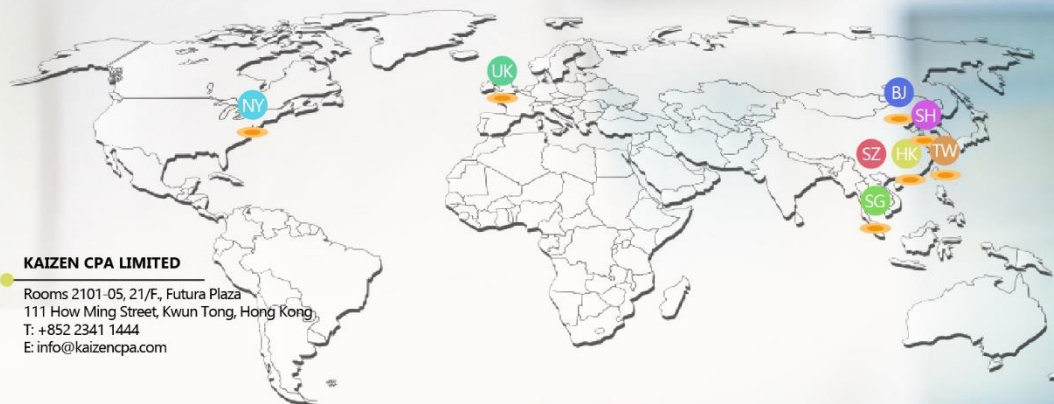 NY
UK
BJ
SH
SZ
HK
TW
SG
KAIZEN CPA LIMITED
Rooms 2101-05, 21/F., Futura Plaza
111 How Ming Street, Kwun Tong, Hong Kong
T: +852 2341 1444
E: info@kaizencpa.com